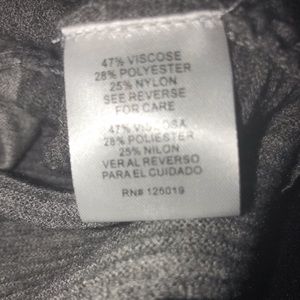 47% VISCOSE
28% POLYESTER
25% NYLON
SEE REVERSE
FOR CARE
47% VISCOSA
28% POLIESTER
25% NILON
VER AL REVERSO
PARA EL CUIDADO
RN# 126019